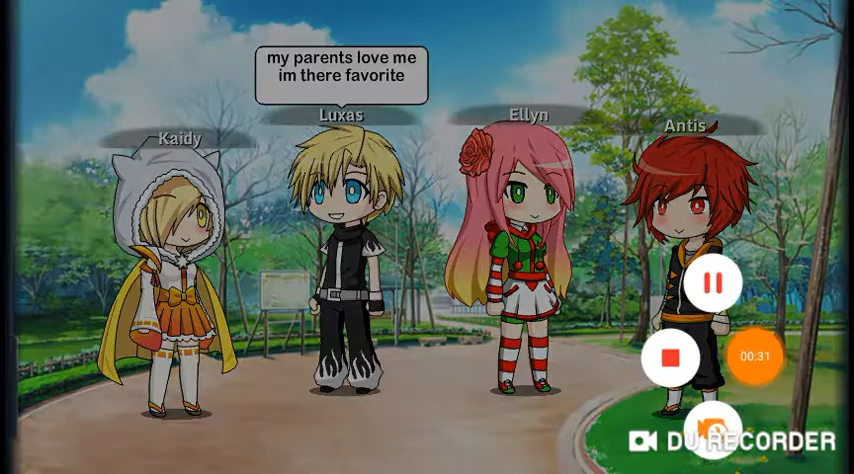 my parents love me
im there favorite
Luxas
Ellyn
Antis
Kaidy
00:31
DU RECORDER